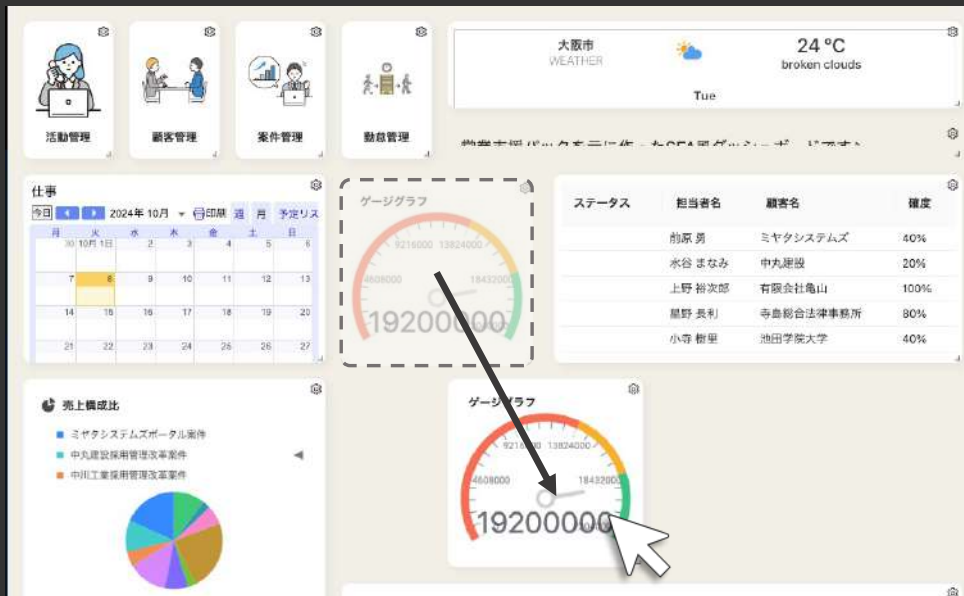 活動管理
顧客管理
案件管理
勤怠管理
大阪市
WEATHER
24 °C
broken clouds
Tue
仕事
今日 2024年 10月 印刷 週 月 予定リス
月 火 水 木 金 土 日
30 10月 1日 2 3 4 5 6
7 8 9 10 11 12 13
14 15 16 17 18 19 20
21 22 23 24 25 26 27
ゲージグラフ
9216000 13824000
4608000 18432000
19200000
ステータス 担当者名 顧客名 確度
前原 勇 ミヤタシステムズ 40%
水谷 まなみ 中丸建設 20%
上野 裕次郎 有限会社亀山 100%
星野 長利 寺島総合法律事務所 80%
小寺 樹里 池田学院大学 40%
売上構成比
ミヤタシステムズポータル案件
中丸建設採用管理改革案件
中川工業採用管理改革案件
ゲージグラフ
9216000 13824000
4608000 18432000
19200000